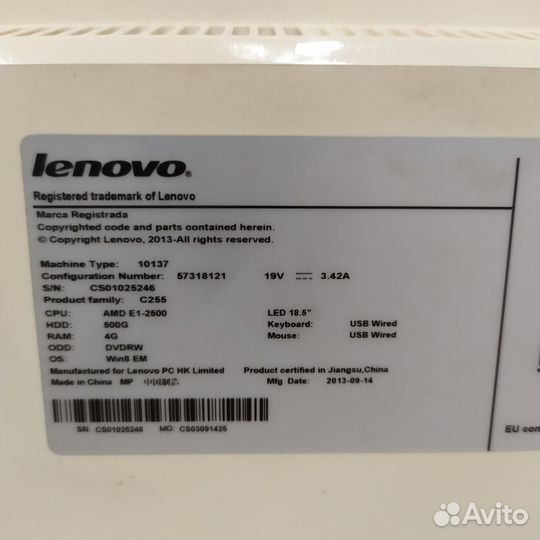 lenovo®
Registered trademark of Lenovo
Marca Registrada
Copyrighted code and parts contained herein.
© Copyright Lenovo, 2013-All rights reserved.
Machine Type: 10137
Configuration Number: 57318121 19V ⎓ 3.42A
S/N: CS01025246
Product family: C255
CPU: AMD E1-2500 LED 18.5"
HDD: 500G Keyboard: USB Wired
RAM: 4G Mouse: USB Wired
ODD: DVDRW
OS: Win8 EM
Manufactured for Lenovo PC HK Limited Product certified in Jiangsu,China
Made in China MP 中国制造 Mfg Date: 2013-09-14
SN: CS01025246 MO: CS03091425
EU con
Avito